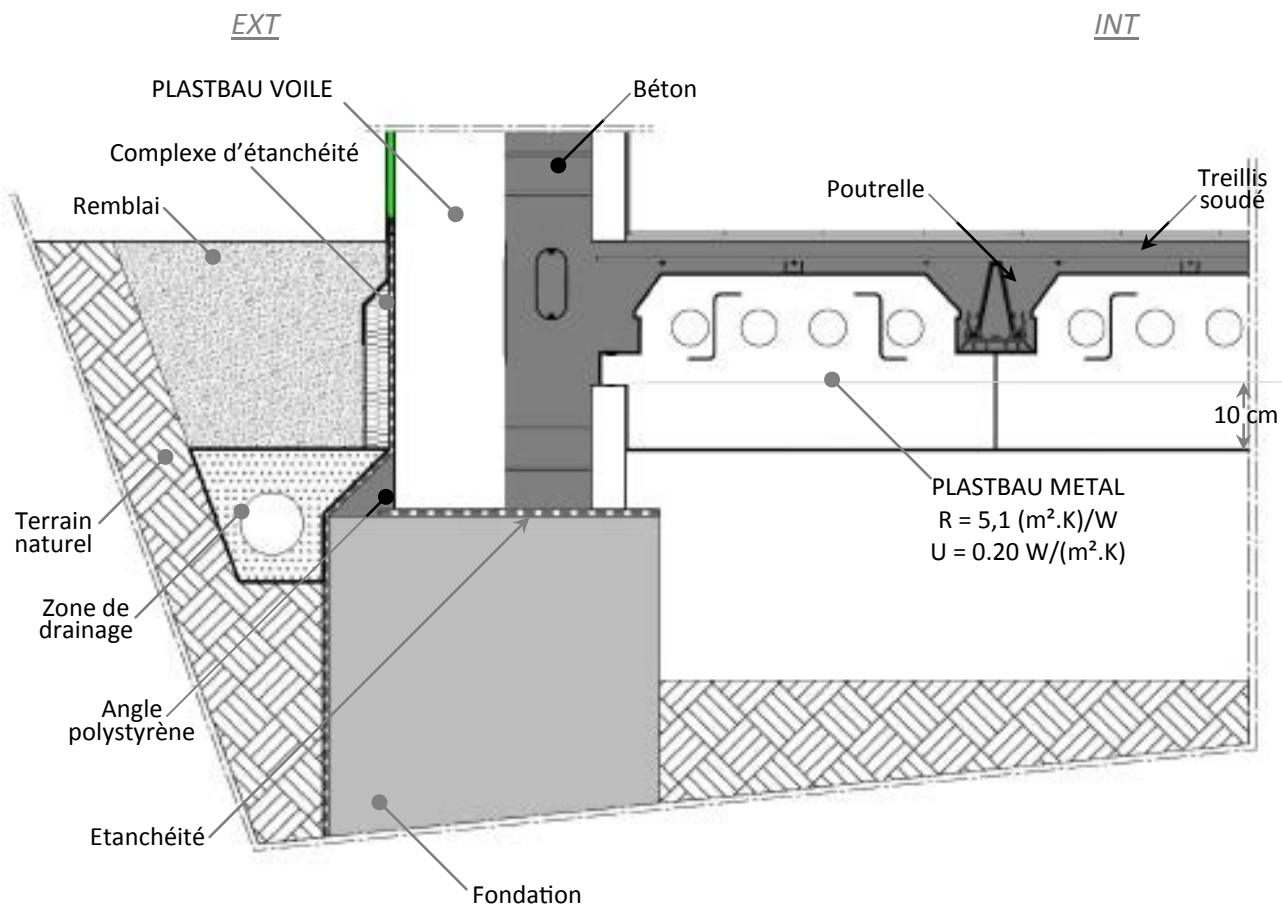 EXT
INT
PLASTBAU VOILE
Béton
Complexe d'étanchéité
Remblai
Poutrelle
Treillis
soudé
10 cm
PLASTBAU METAL
R = 5,1 (m².K)/W
U = 0.20 W/(m².K)
Terrain
naturel
Zone de
drainage
Angle
polystyrène
Etanchéité
Fondation